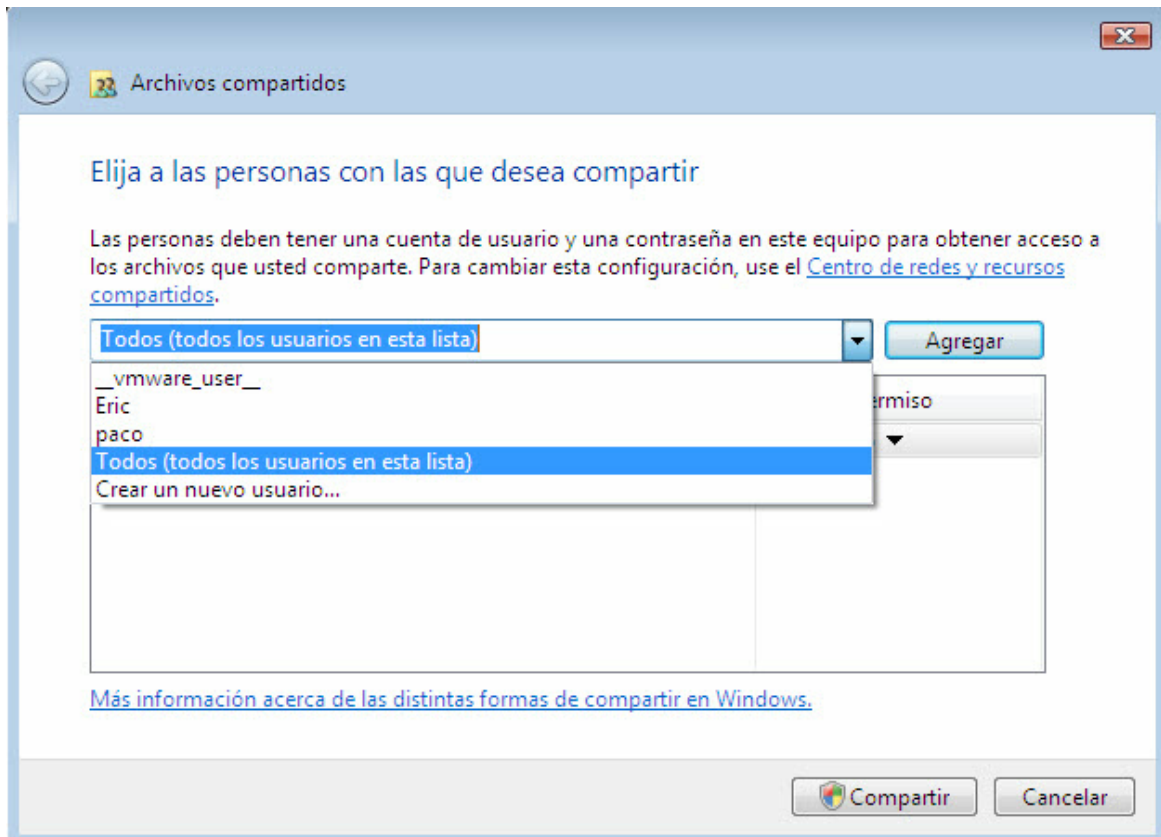 Archivos compartidos
Elija a las personas con las que desea compartir
Las personas deben tener una cuenta de usuario y una contraseña en este equipo para obtener acceso a
los archivos que usted comparte. Para cambiar esta configuración, use el Centro de redes y recursos
compartidos.
Todos (todos los usuarios en esta lista)
Agregar
__vmware_user__
Eric
paco
Todos (todos los usuarios en esta lista)
Crear un nuevo usuario...
ermiso
Más información acerca de las distintas formas de compartir en Windows.
Compartir
Cancelar